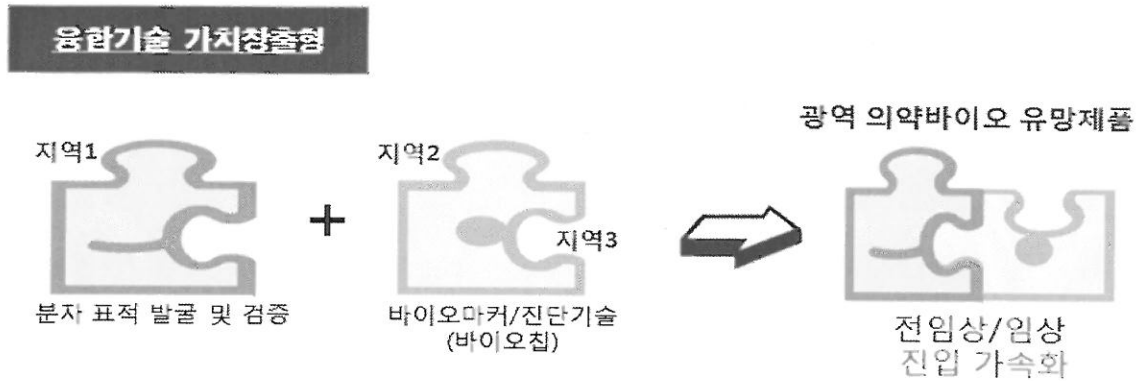 융합기술 가치창출형
광역 의약바이오 유망제품
지역1
지역2
지역3
분자 표적 발굴 및 검증
바이오마커/진단기술
(바이오칩)
전임상/임상
진입 가속화